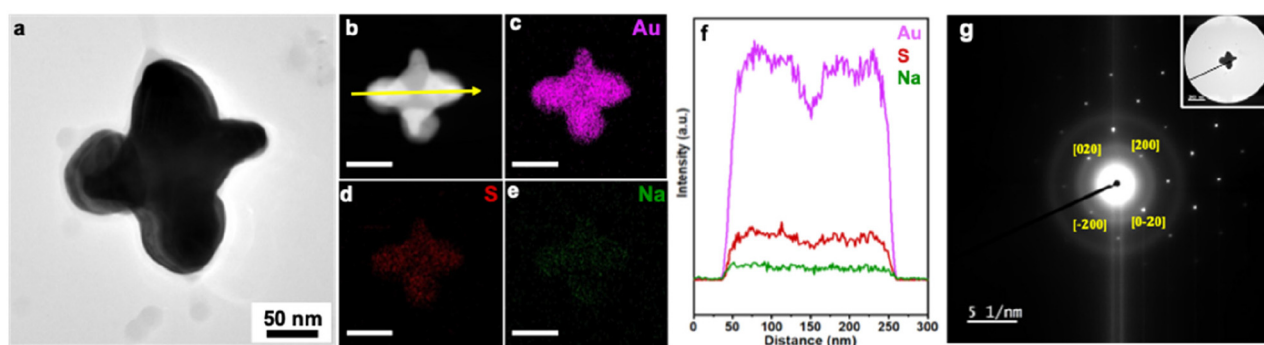 a
50 nm
b
c
Au
d
S
e
Na
f
Au
S
Na
Intensity (a.u.)
0
50
100
150
200
250
300
Distance (nm)
g
[020]
[200]
[-200]
[0-20]
5 1/nm